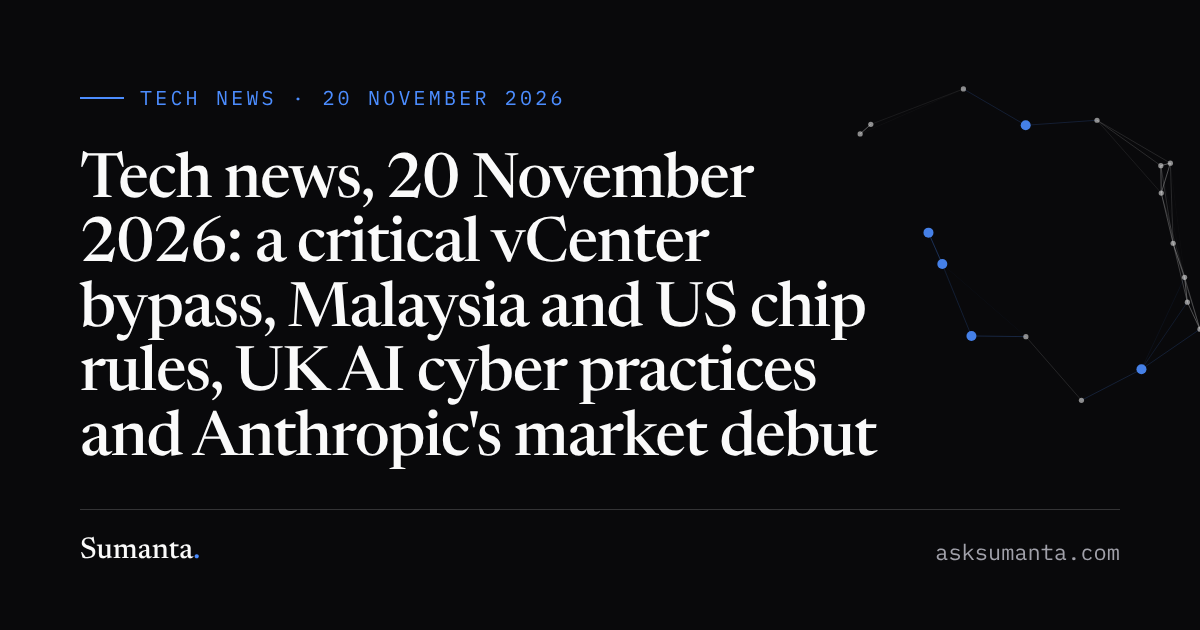 TECH NEWS · 20 NOVEMBER 2026
Tech news, 20 November
2026: a critical vCenter
bypass, Malaysia and US chip
rules, UK AI cyber practices
and Anthropic's market debut
Sumanta.
asksumanta.com